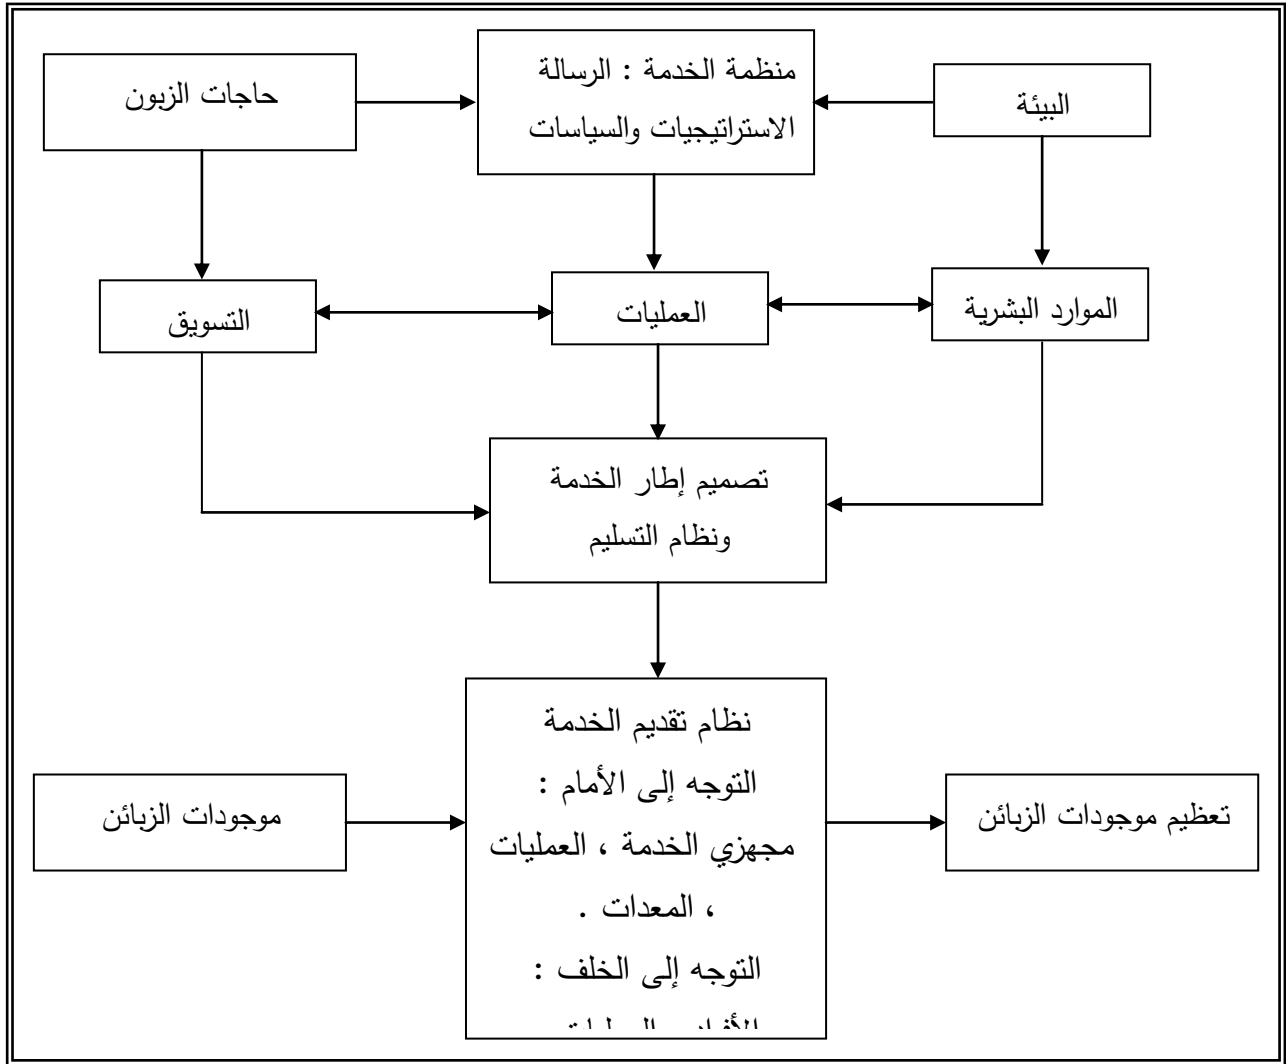 منظمة الخدمة : الرسالة
الاستراتيجيات والسياسات
البيئة
حاجات الزبون
الموارد البشرية
العمليات
التسويق
تصميم إطار الخدمة
ونظام التسليم
نظام تقديم الخدمة
التوجه إلى الأمام :
مجهزي الخدمة ، العمليات
، المعدات .
التوجه إلى الخلف :
تعظيم موجودات الزبائن
موجودات الزبائن